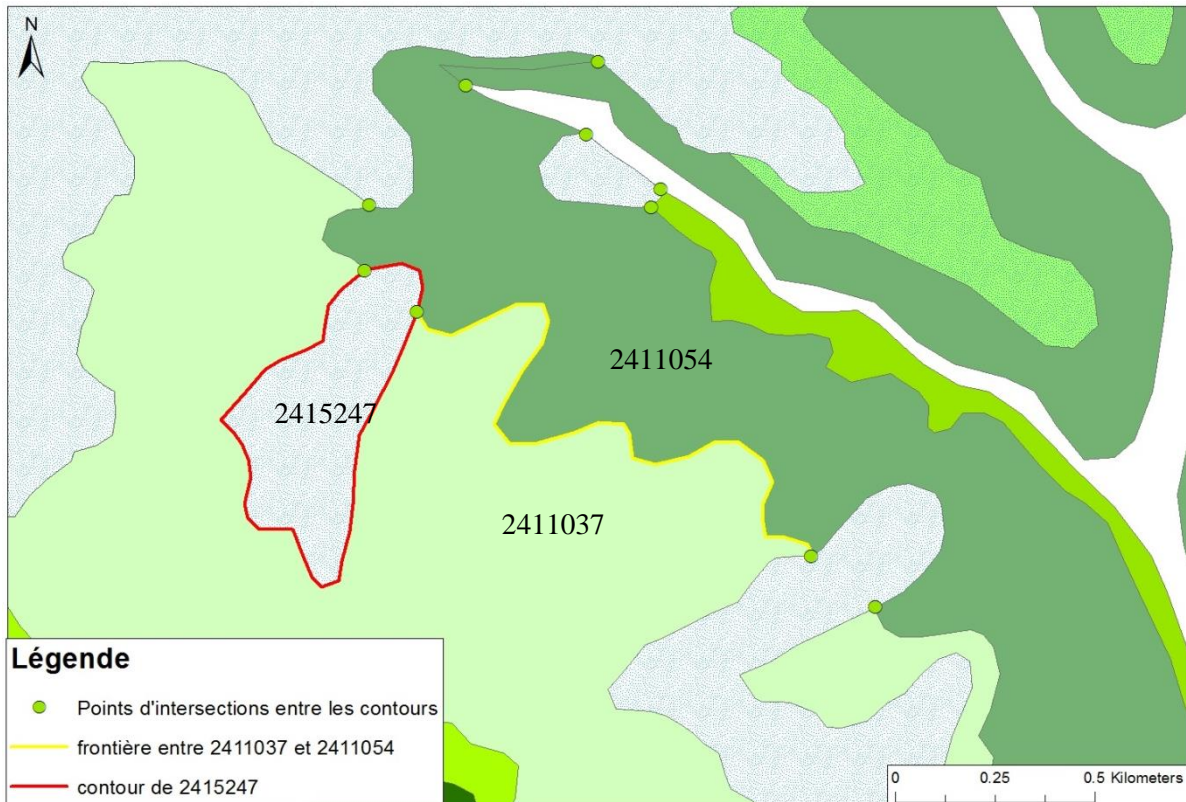 N
2411054
2415247
2411037
Légende
Points d'intersections entre les contours
frontière entre 2411037 et 2411054
contour de 2415247
0 0.25 0.5 Kilometers